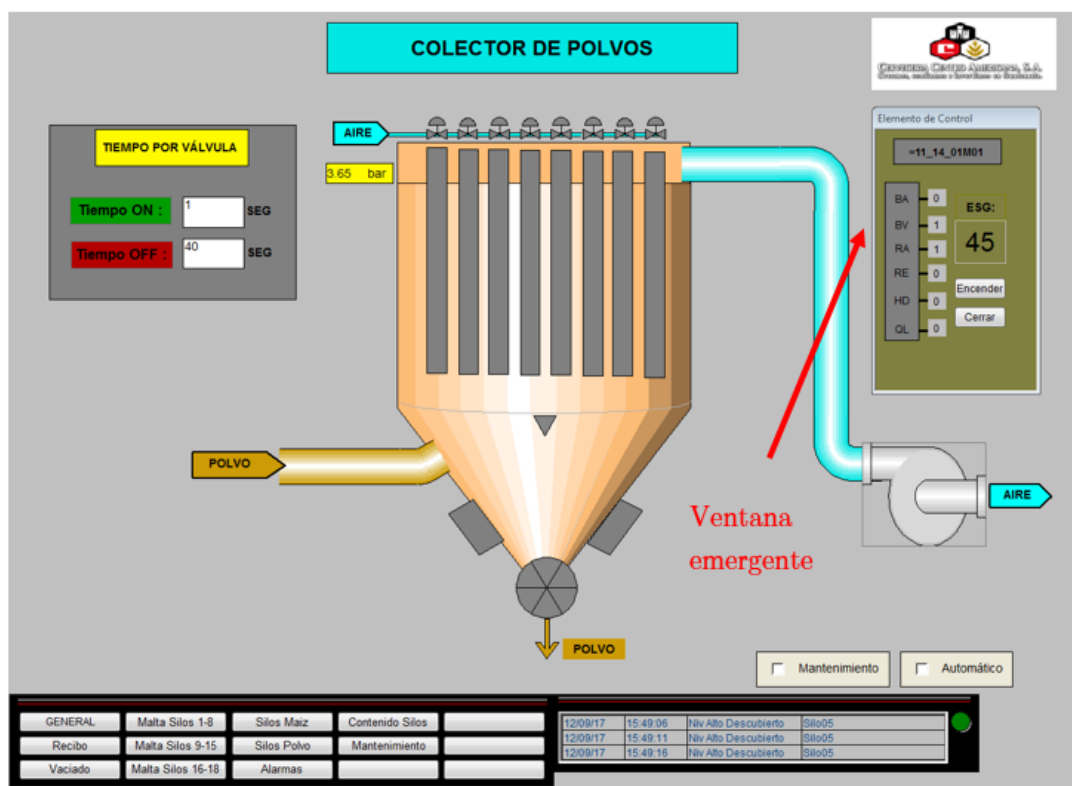 COLECTOR DE POLVOS
CERVECERIA CENTRO AMERICANA, S.A.
TIEMPO POR VÁLVULA
Tiempo ON :
1
SEG
Tiempo OFF :
40
SEG
AIRE
3.65 bar
Elemento de Control
=11_14_01M01
BA 0
BV 1
RA 1
RE 0
HD 0
QL 0
ESG:
45
Encender
Cerrar
POLVO
AIRE
Ventana
emergente
POLVO
Mantenimiento
Automático
GENERAL Malta Silos 1-8 Silos Maiz Contenido Silos
Recibo Malta Silos 9-15 Silos Polvo Mantenimiento
Vaciado Malta Silos 16-18 Alarmas
12/09/17 15:49:06 Niv Alto Descubierto Silo05
12/09/17 15:49:11 Niv Alto Descubierto Silo05
12/09/17 15:49:16 Niv Alto Descubierto Silo05